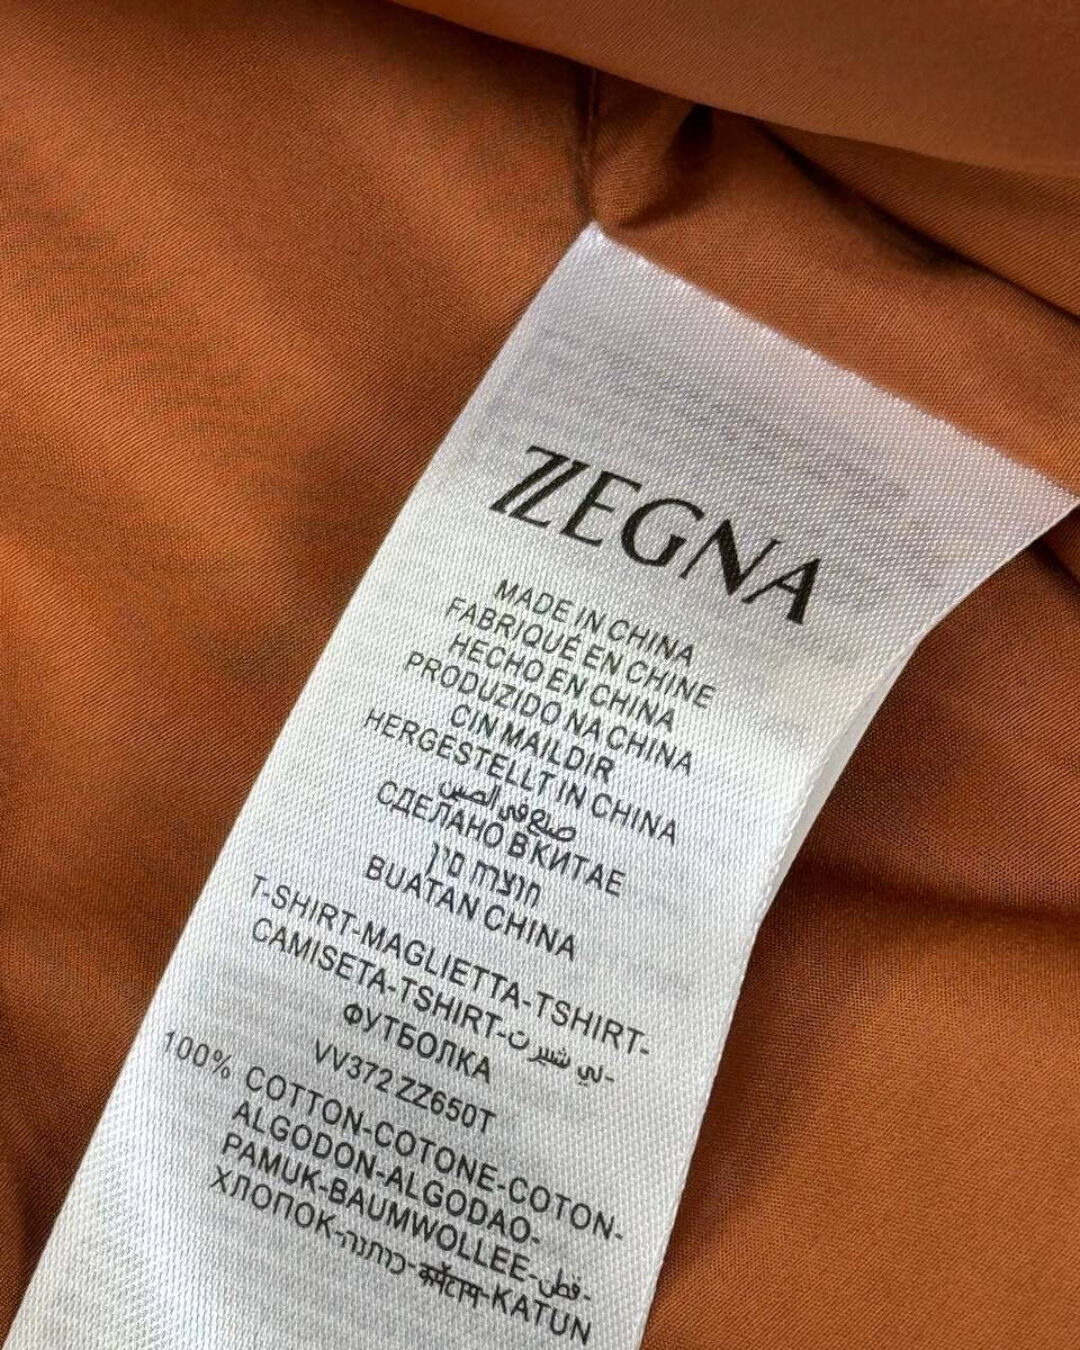 ZEGNA
MADE IN CHINA
FABRIQUÉ EN CHINE
HECHO EN CHINA
PRODUZIDO NA CHINA
CIN MAILDIR
HERGESTELLT IN CHINA
صنع في الصين
СДЕЛАНО В КИТАЕ
תוצרת סין
BUATAN CHINA
T-SHIRT-MAGLIETTA-TSHIRT-
CAMISETA-TSHIRT-تي شيرت-
ФУТБОЛКА
VV372 ZZ650T
100% COTTON-COTONE-COTON-
ALGODON-ALGODAO-
PAMUK-BAUMWOLLEE-قطن-
ХЛОПОК-כותנה-KATUN